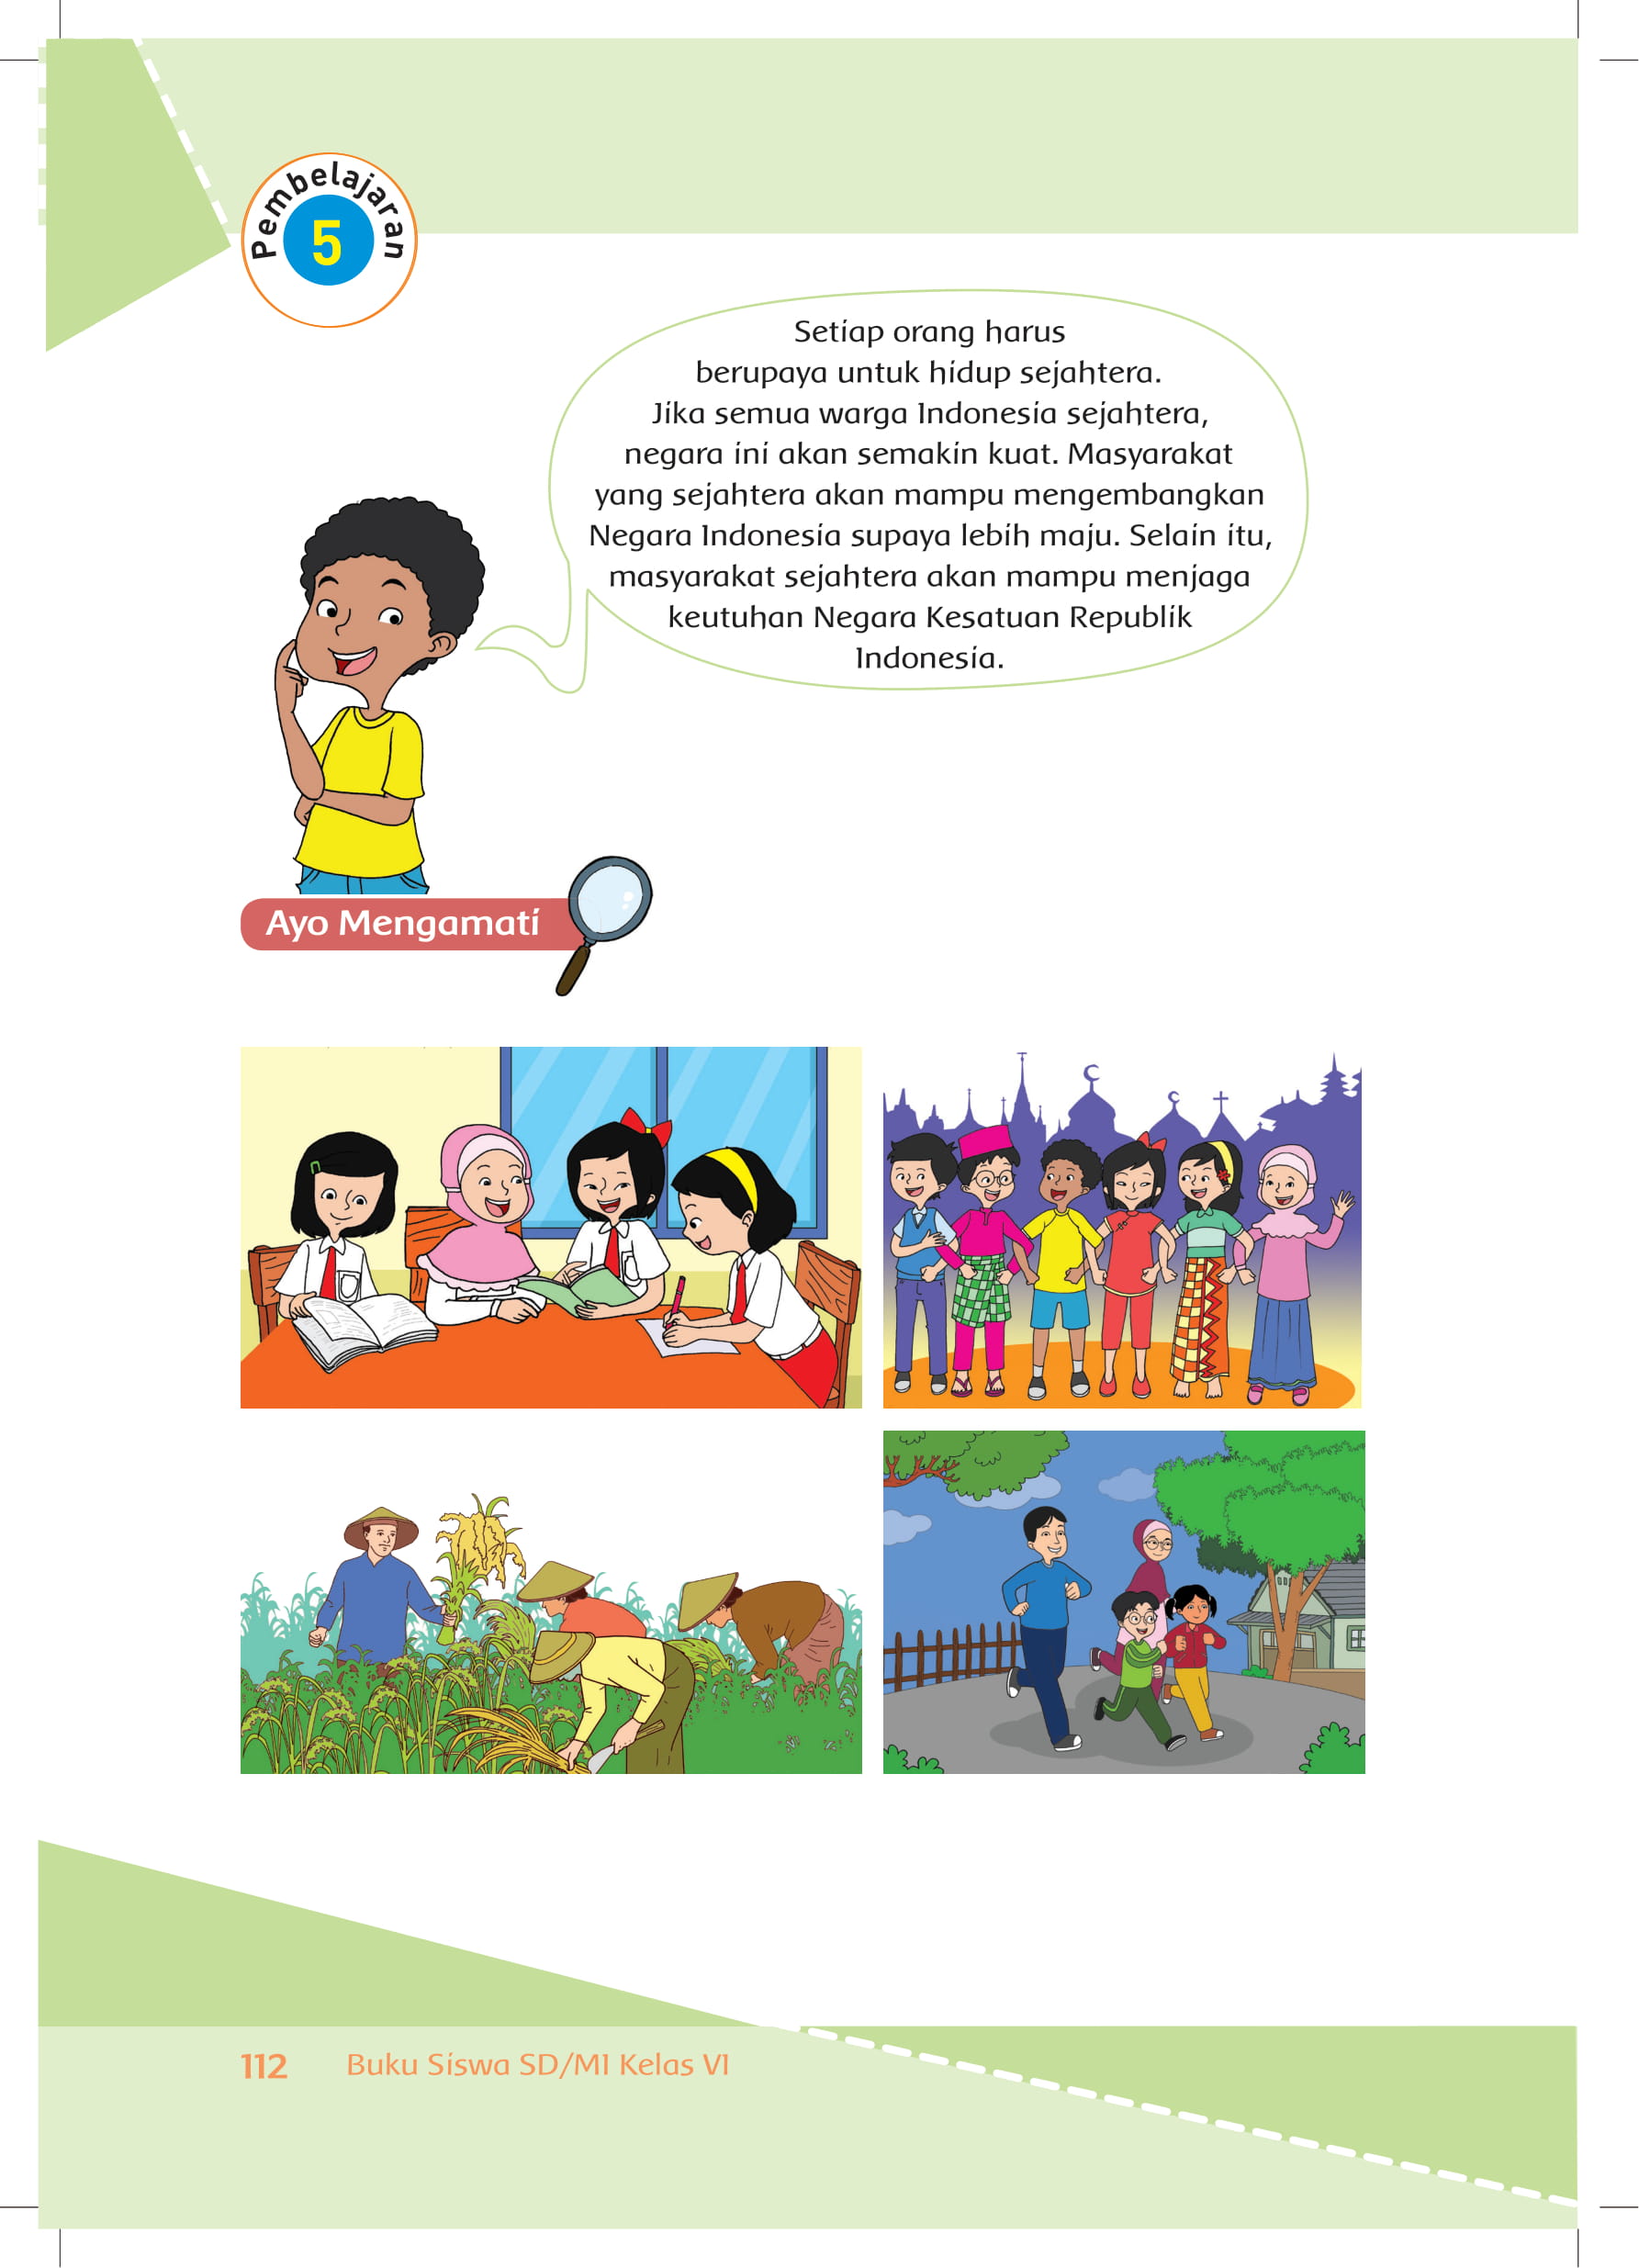 Pembelajaran
5
Setiap orang harus
berupaya untuk hidup sejahtera.
Jika semua warga Indonesia sejahtera,
negara ini akan semakin kuat. Masyarakat
yang sejahtera akan mampu mengembangkan
Negara Indonesia supaya lebih maju. Selain itu,
masyarakat sejahtera akan mampu menjaga
keutuhan Negara Kesatuan Republik
Indonesia.
Ayo Mengamati
112 Buku Siswa SD/MI Kelas VI